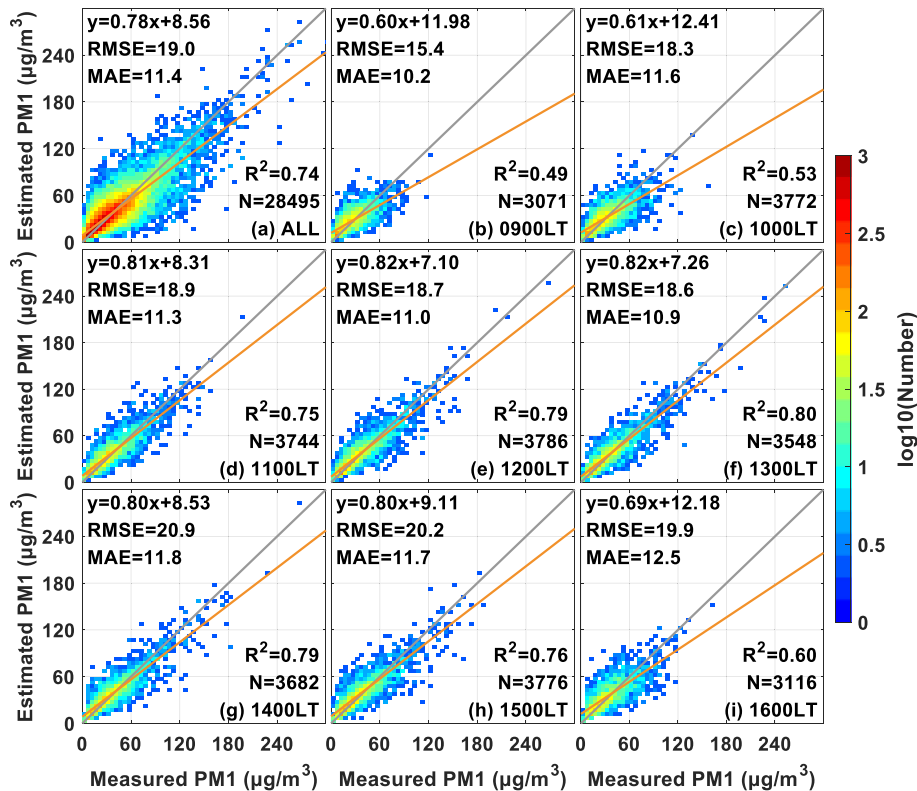 y=0.78x+8.56
RMSE=19.0
MAE=11.4
R²=0.74
N=28495
(a) ALL
y=0.60x+11.98
RMSE=15.4
MAE=10.2
R²=0.49
N=3071
(b) 0900LT
y=0.61x+12.41
RMSE=18.3
MAE=11.6
R²=0.53
N=3772
(c) 1000LT
Estimated PM1 (μg/m³)
240
180
120
60
0
y=0.81x+8.31
RMSE=18.9
MAE=11.3
R²=0.75
N=3744
(d) 1100LT
y=0.82x+7.10
RMSE=18.7
MAE=11.0
R²=0.79
N=3786
(e) 1200LT
y=0.82x+7.26
RMSE=18.6
MAE=10.9
R²=0.80
N=3548
(f) 1300LT
Estimated PM1 (μg/m³)
240
180
120
60
0
y=0.80x+8.53
RMSE=20.9
MAE=11.8
R²=0.79
N=3682
(g) 1400LT
y=0.80x+9.11
RMSE=20.2
MAE=11.7
R²=0.76
N=3776
(h) 1500LT
y=0.69x+12.18
RMSE=19.9
MAE=12.5
R²=0.60
N=3116
(i) 1600LT
Estimated PM1 (μg/m³)
240
180
120
60
0
0 60 120 180 240
0 60 120 180 240
0 60 120 180 240
Measured PM1 (μg/m³)
Measured PM1 (μg/m³)
Measured PM1 (μg/m³)
3
2.5
2
1.5
1
0.5
0
log10(Number)